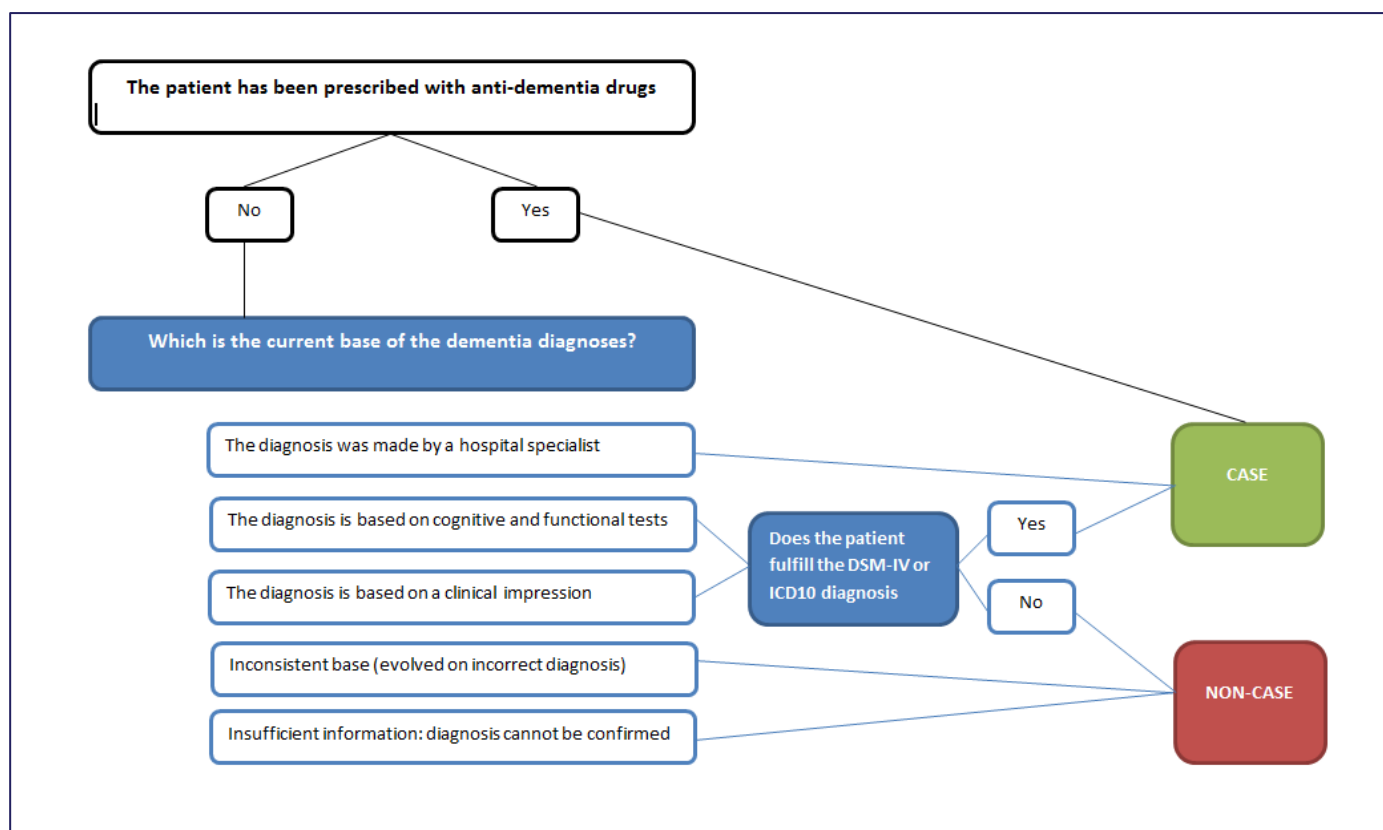 The patient has been prescribed with anti-dementia drugs
No
Yes
Which is the current base of the dementia diagnoses?
The diagnosis was made by a hospital specialist
CASE
The diagnosis is based on cognitive and functional tests
Does the patient
fulfill the DSM-IV or
ICD10 diagnosis
Yes
The diagnosis is based on a clinical impression
No
Inconsistent base (evolved on incorrect diagnosis)
NON-CASE
Insufficient information: diagnosis cannot be confirmed